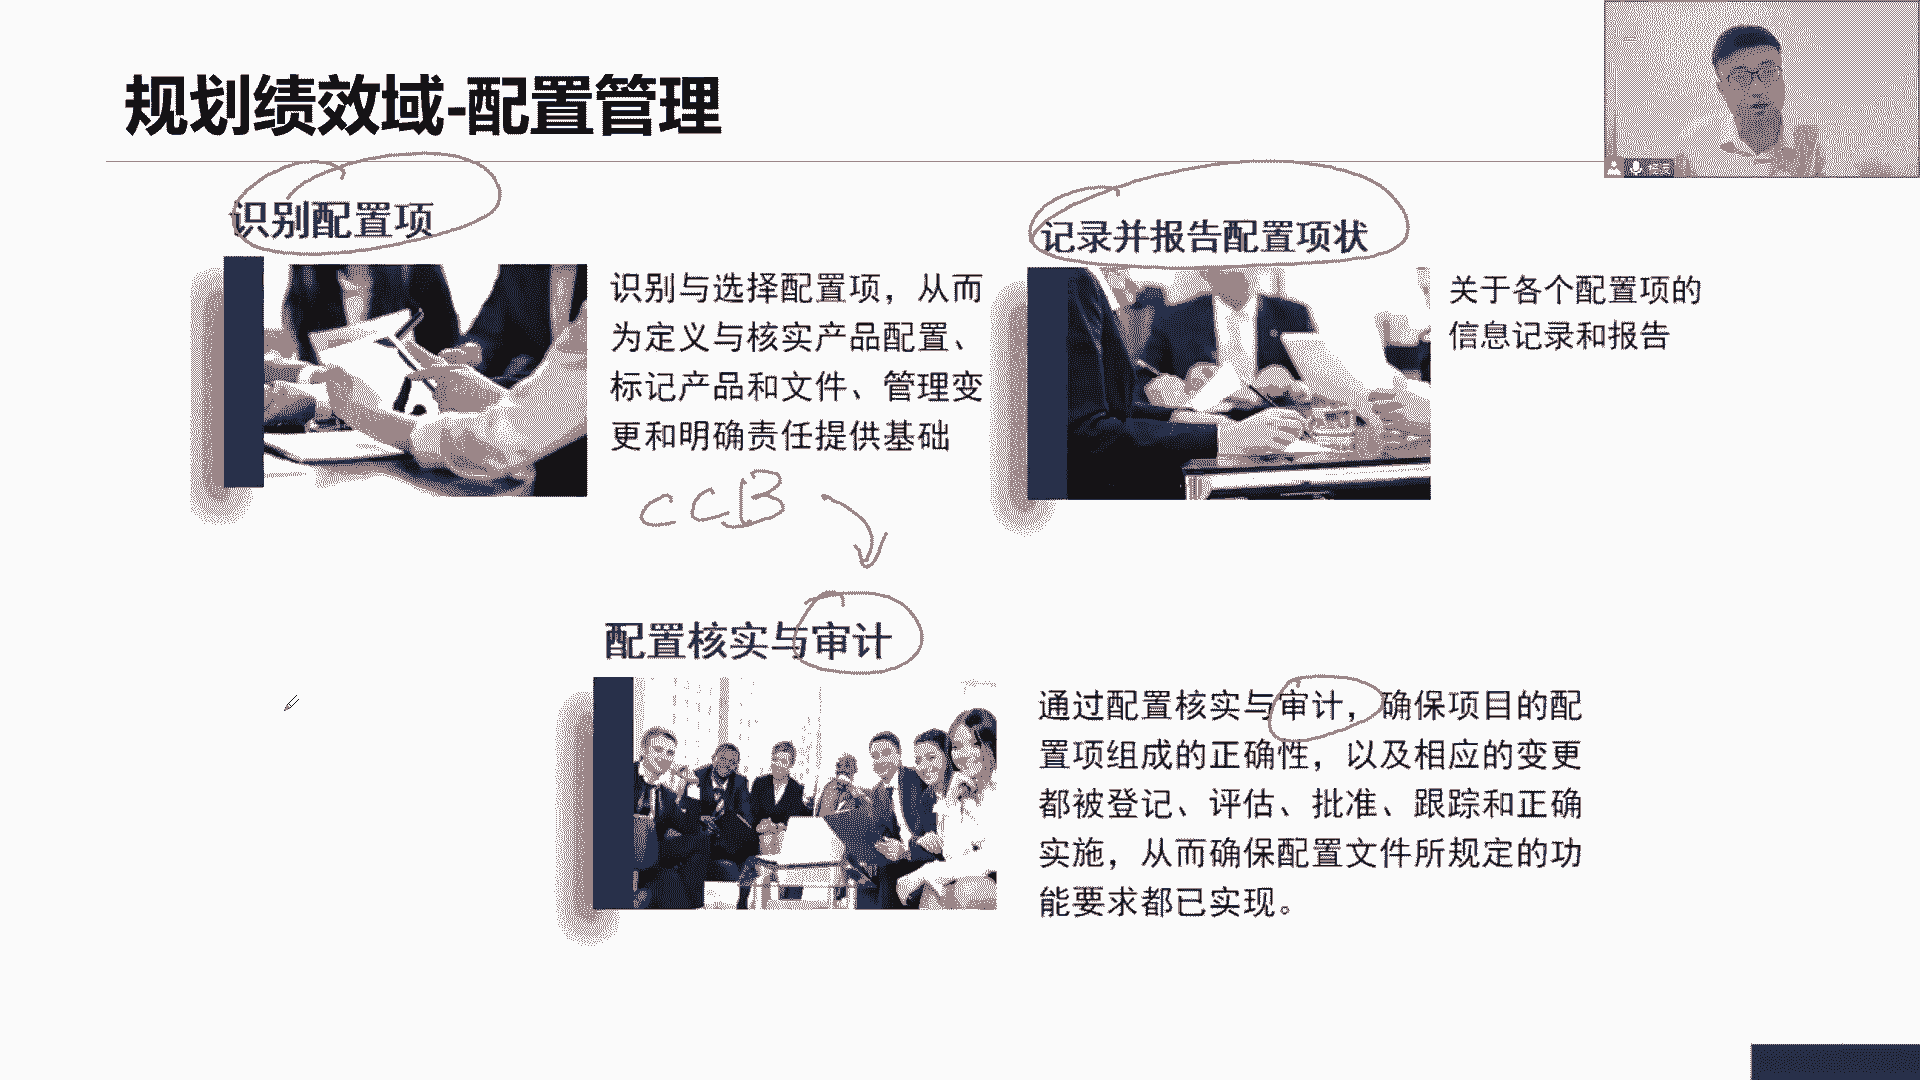 规划绩效域-配置管理
识别配置项
识别与选择配置项，从而
为定义与核实产品配置、
标记产品和文件、管理变
更和明确责任提供基础
记录并报告配置项状
关于各个配置项的
信息记录和报告
CCB
配置核实与审计
通过配置核实与审计，确保项目的配
置项组成的正确性，以及相应的变更
都被登记、评估、批准、跟踪和正确
实施，从而确保配置文件所规定的功
能要求都已实现。